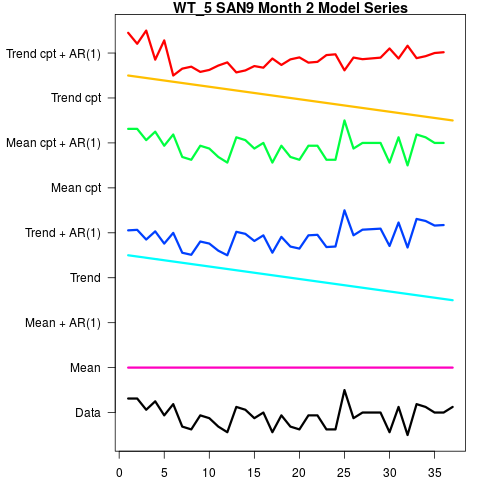 WT_5 SAN9 Month 2 Model Series
Trend cpt + AR(1)
Trend cpt
Mean cpt + AR(1)
Mean cpt
Trend + AR(1)
Trend
Mean + AR(1)
Mean
Data
0 5 10 15 20 25 30 35